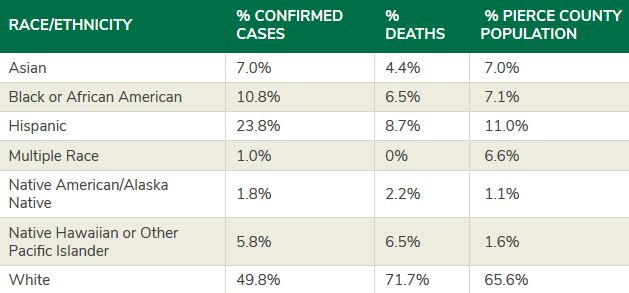 RACE/ETHNICITY % CONFIRMED CASES % DEATHS % PIERCE COUNTY POPULATION
Asian 7.0% 4.4% 7.0%
Black or African American 10.8% 6.5% 7.1%
Hispanic 23.8% 8.7% 11.0%
Multiple Race 1.0% 0% 6.6%
Native American/Alaska Native 1.8% 2.2% 1.1%
Native Hawaiian or Other Pacific Islander 5.8% 6.5% 1.6%
White 49.8% 71.7% 65.6%